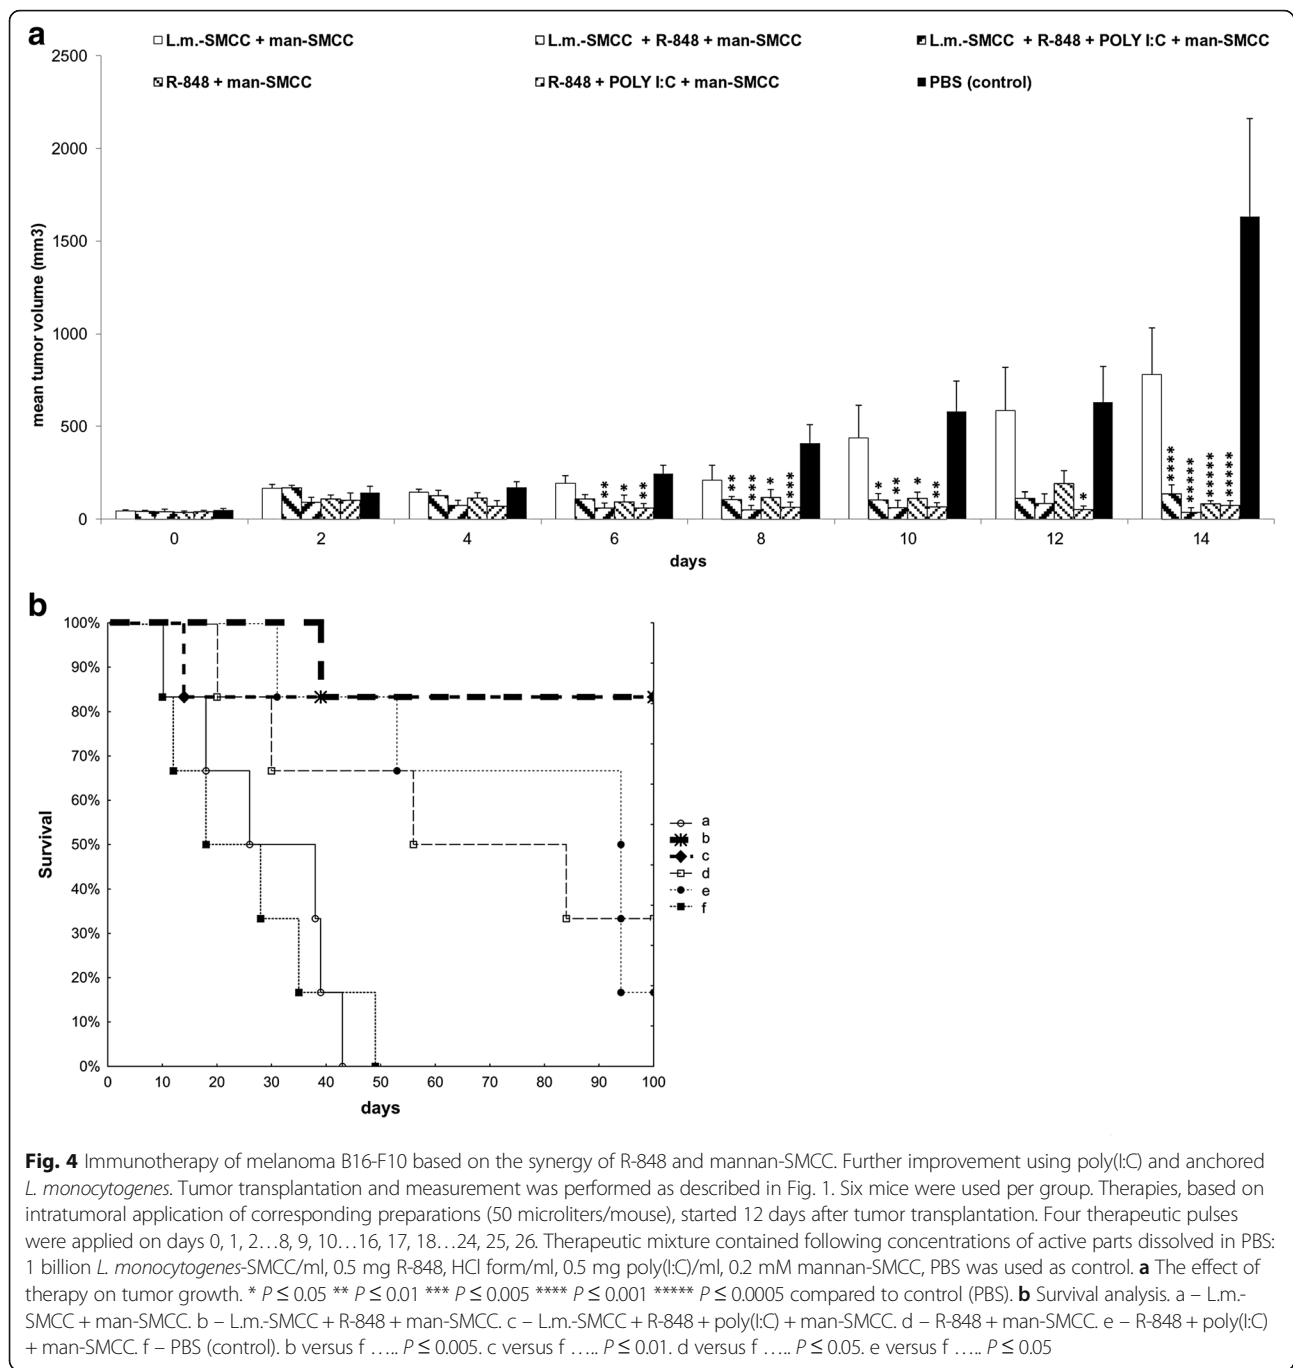 a
L.m.-SMCC + man-SMCC
L.m.-SMCC + R-848 + man-SMCC
L.m.-SMCC + R-848 + POLY I:C + man-SMCC
R-848 + man-SMCC
R-848 + POLY I:C + man-SMCC
PBS (control)
2500
2000
1500
1000
500
0
mean tumor volume (mm3)
** * **
** *** * ****
* ** * **
*
**** ***** ***** *****
0 2 4 6 8 10 12 14
days
b
100%
90%
80%
70%
60%
50%
40%
30%
20%
10%
0%
Survival
0 10 20 30 40 50 60 70 80 90 100
days
a
b
c
d
e
f
Fig. 4 Immunotherapy of melanoma B16-F10 based on the synergy of R-848 and mannan-SMCC. Further improvement using poly(I:C) and anchored
L. monocytogenes. Tumor transplantation and measurement was performed as described in Fig. 1. Six mice were used per group. Therapies, based on
intratumoral application of corresponding preparations (50 microliters/mouse), started 12 days after tumor transplantation. Four therapeutic pulses
were applied on days 0, 1, 2…8, 9, 10…16, 17, 18…24, 25, 26. Therapeutic mixture contained following concentrations of active parts dissolved in PBS:
1 billion L. monocytogenes-SMCC/ml, 0.5 mg R-848, HCl form/ml, 0.5 mg poly(I:C)/ml, 0.2 mM mannan-SMCC, PBS was used as control. a The effect of
therapy on tumor growth. * P ≤ 0.05 ** P ≤ 0.01 *** P ≤ 0.005 **** P ≤ 0.001 ***** P ≤ 0.0005 compared to control (PBS). b Survival analysis. a – L.m.-
SMCC + man-SMCC. b – L.m.-SMCC + R-848 + man-SMCC. c – L.m.-SMCC + R-848 + poly(I:C) + man-SMCC. d – R-848 + man-SMCC. e – R-848 + poly(I:C)
+ man-SMCC. f – PBS (control). b versus f ….. P ≤ 0.005. c versus f ….. P ≤ 0.01. d versus f ….. P ≤ 0.05. e versus f ….. P ≤ 0.05